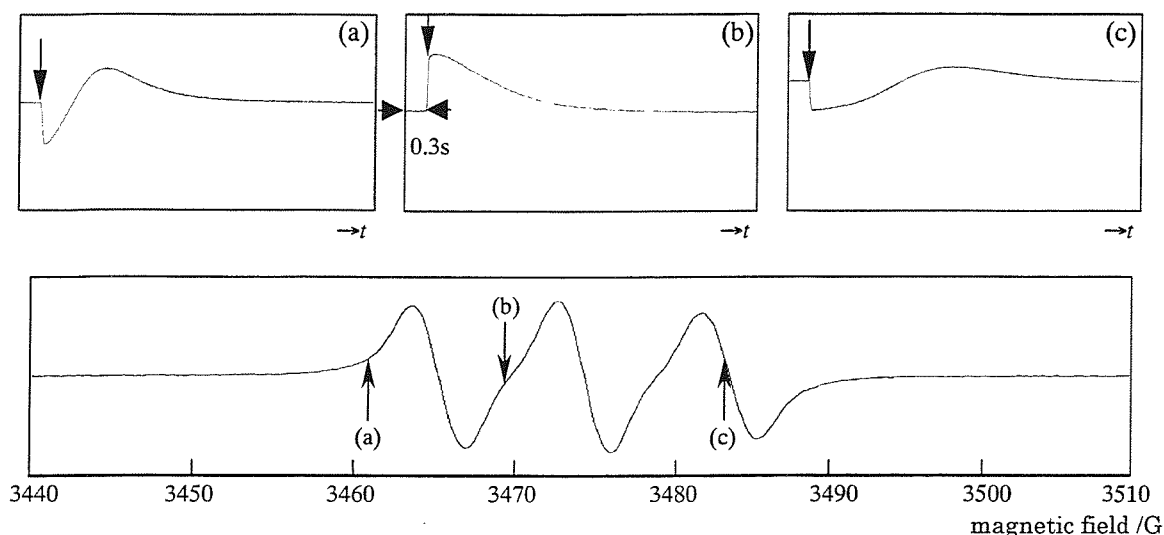 (a) (b) (c)
0.3s
→t →t →t
(b)
(a) (c)
3440 3450 3460 3470 3480 3490 3500 3510
magnetic field /G